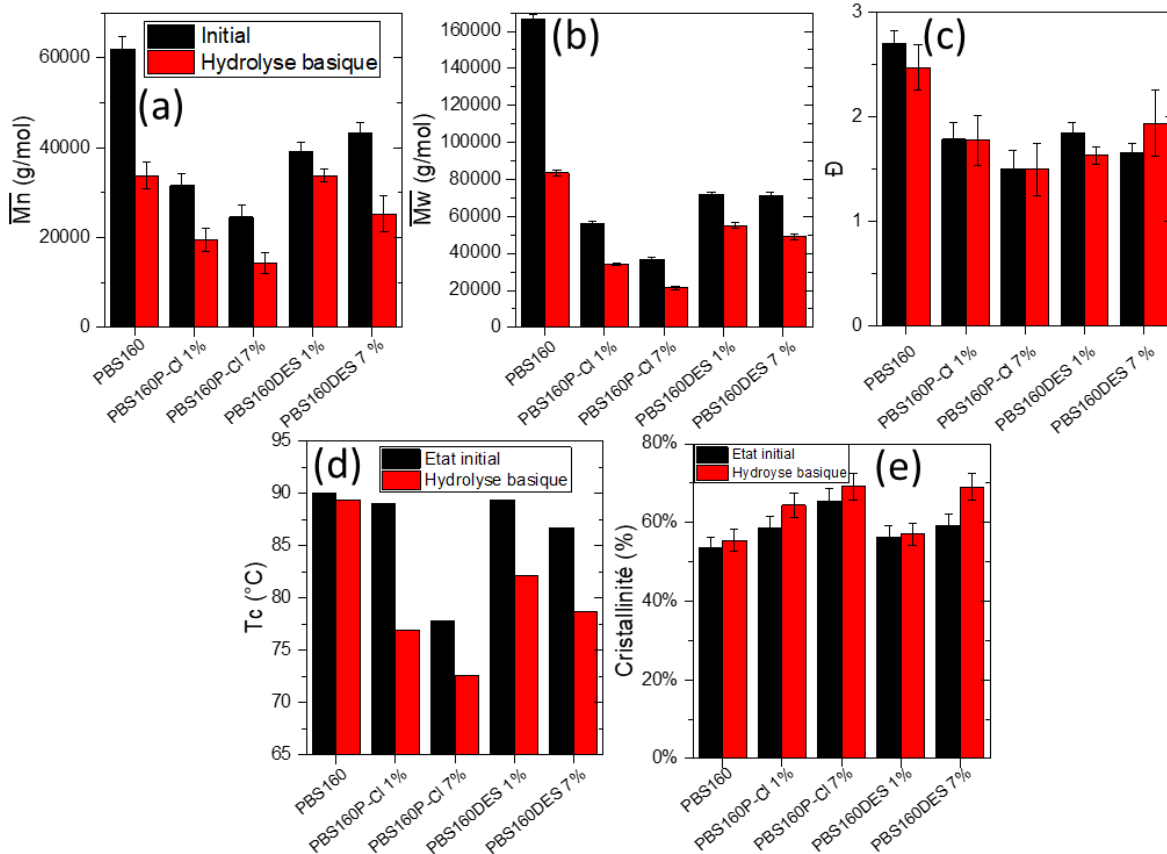 (a)
Initial
Hydrolyse basique
Mn (g/mol)
60000
40000
20000
0
PBS160
PBS160P-Cl 1%
PBS160P-Cl 7%
PBS160DES 1%
PBS160DES 7 %
(b)
Mw (g/mol)
160000
140000
120000
100000
80000
60000
40000
20000
0
PBS160
PBS160P-Cl 1%
PBS160P-Cl 7%
PBS160DES 1%
PBS160DES 7 %
(c)
Đ
3
2
1
0
PBS160
PBS160P-Cl 1%
PBS160P-Cl 7%
PBS160DES 1%
PBS160DES 7 %
(d)
Etat initial
Hydrolyse basique
Tc (°C)
95
90
85
80
75
70
65
PBS160
PBS160P-Cl 1%
PBS160P-Cl 7%
PBS160DES 1%
PBS160DES 7%
(e)
Etat initial
Hydroyse basique
Cristallinité (%)
80%
60%
40%
20%
0%
PBS160
PBS160P-Cl 1%
PBS160P-Cl 7%
PBS160DES 1%
PBS160DES 7%